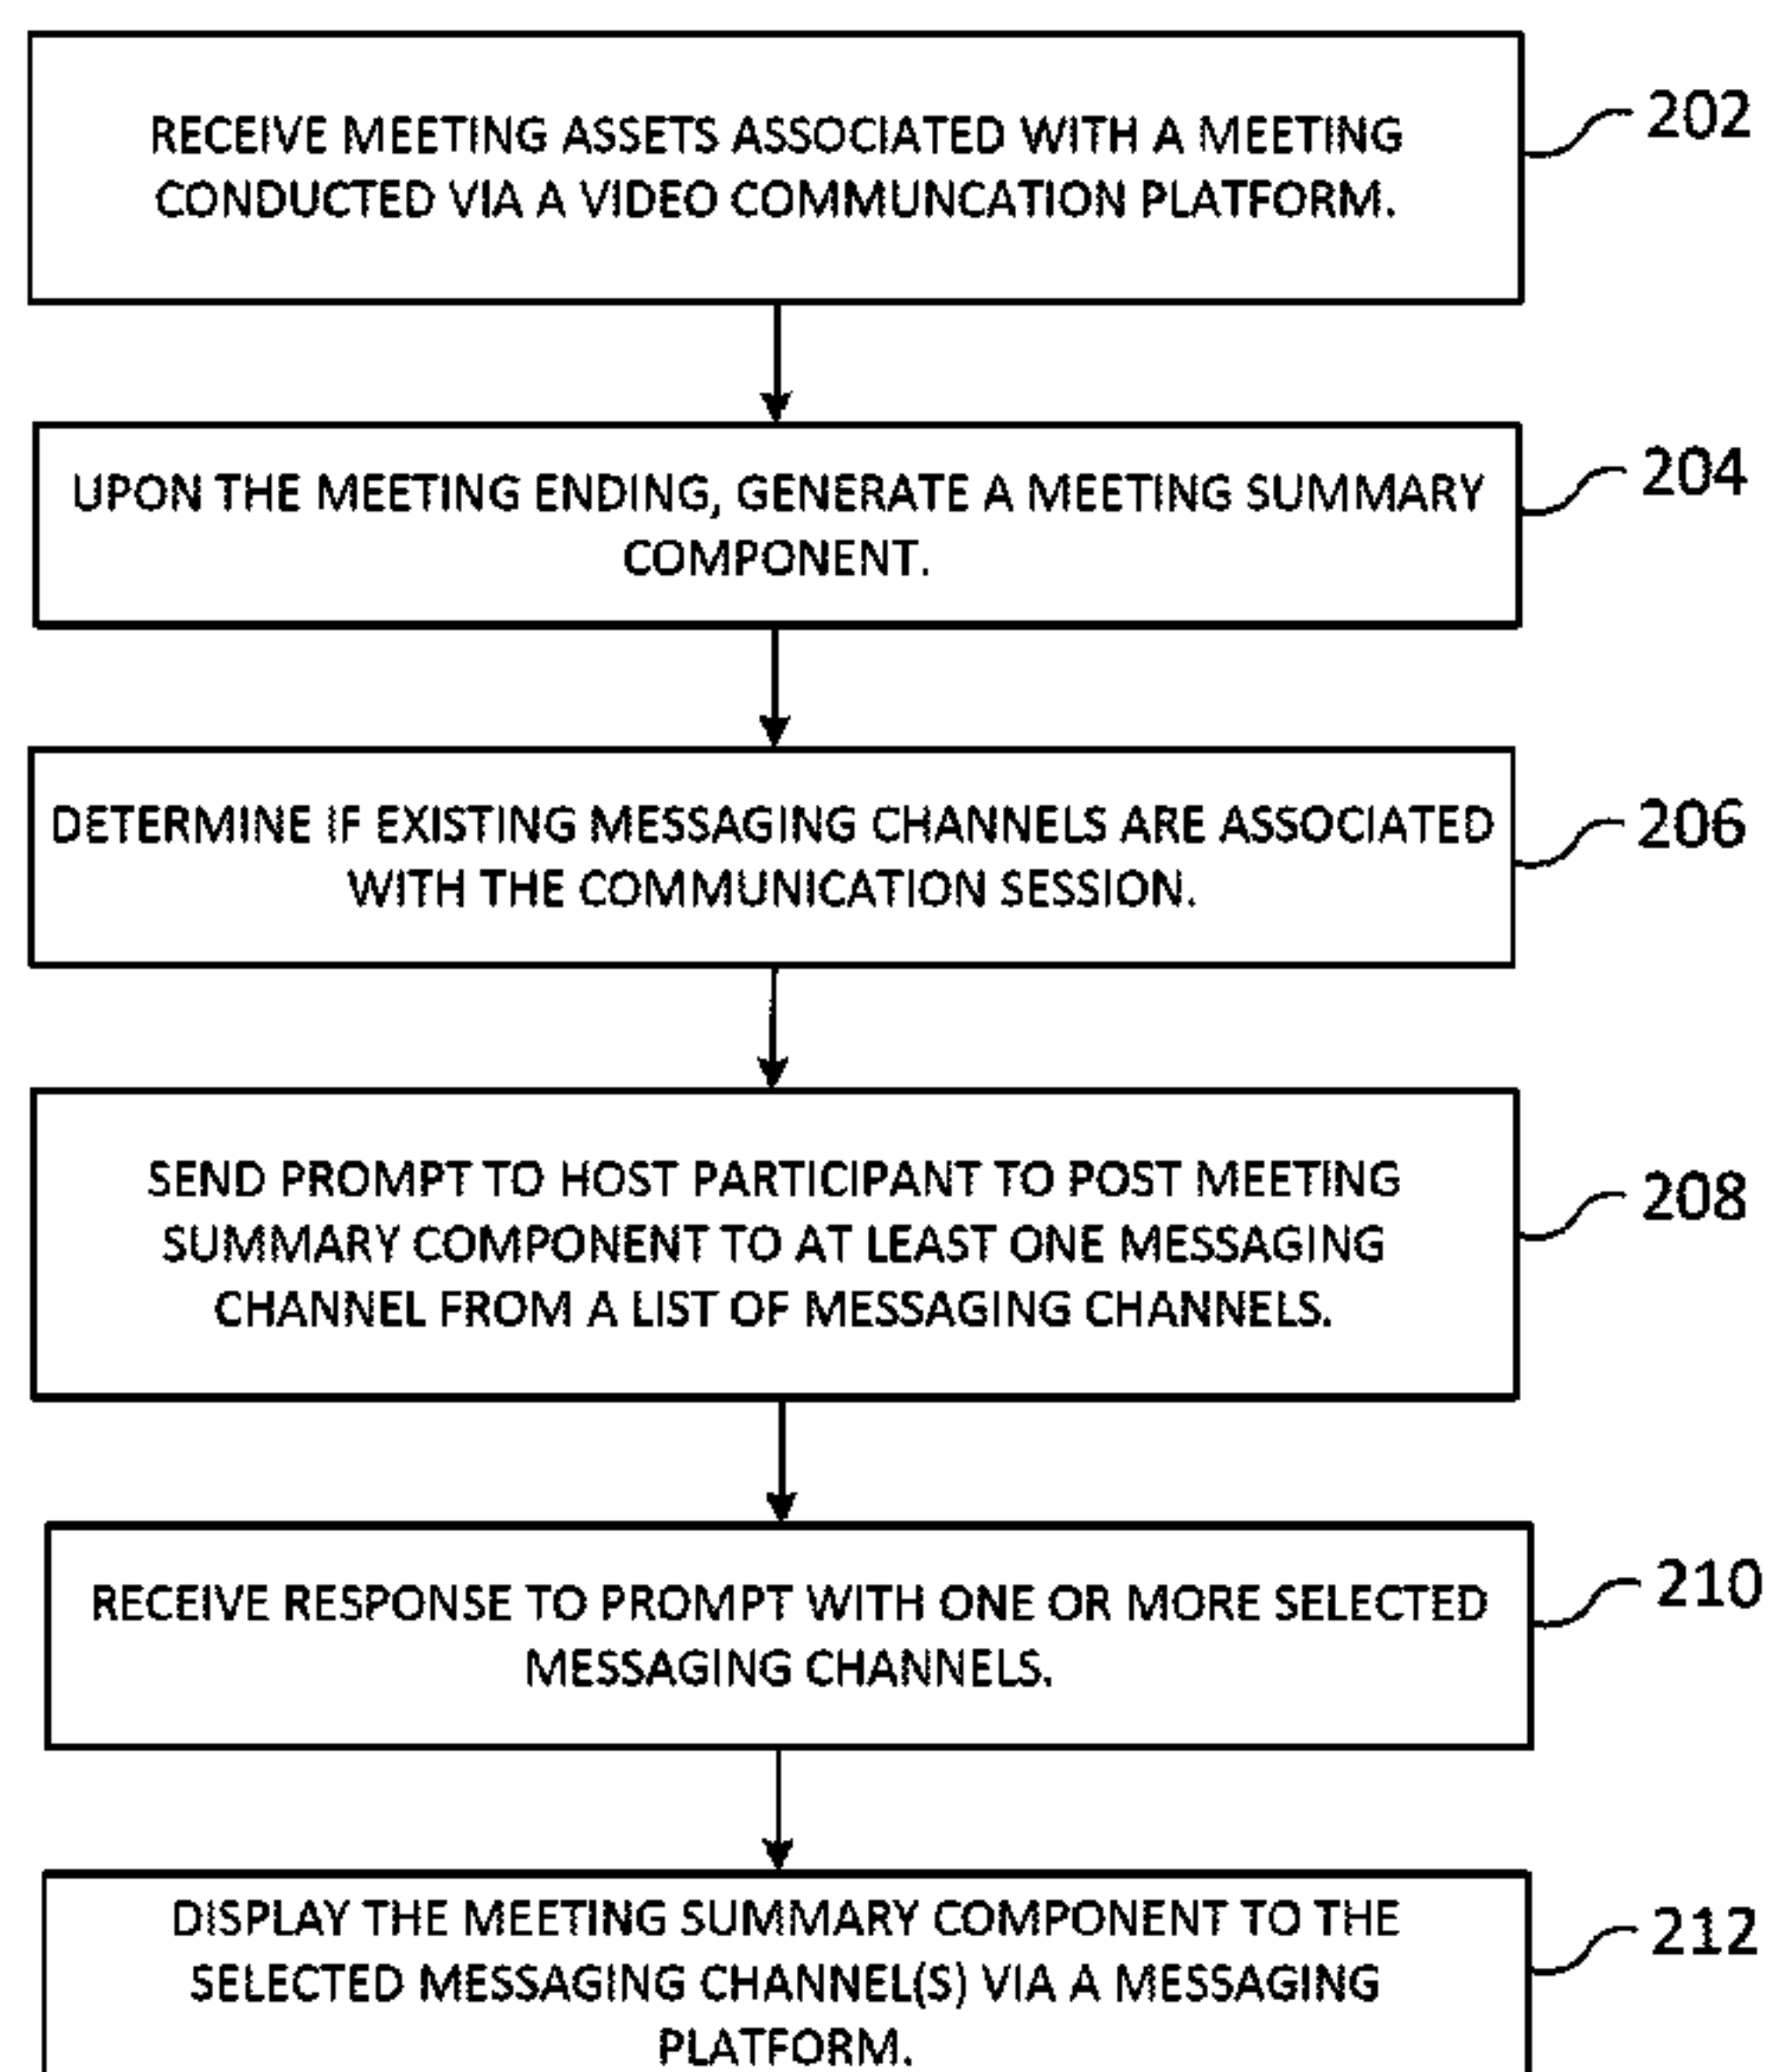 RECEIVE MEETING ASSETS ASSOCIATED WITH A MEETING
CONDUCTED VIA A VIDEO COMMUNCATION PLATFORM.
202
UPON THE MEETING ENDING, GENERATE A MEETING SUMMARY
COMPONENT.
204
DETERMINE IF EXISTING MESSAGING CHANNELS ARE ASSOCIATED
WITH THE COMMUNICATION SESSION.
206
SEND PROMPT TO HOST PARTICIPANT TO POST MEETING
SUMMARY COMPONENT TO AT LEAST ONE MESSAGING
CHANNEL FROM A LIST OF MESSAGING CHANNELS.
208
RECEIVE RESPONSE TO PROMPT WITH ONE OR MORE SELECTED
MESSAGING CHANNELS.
210
DISPLAY THE MEETING SUMMARY COMPONENT TO THE
SELECTED MESSAGING CHANNEL(S) VIA A MESSAGING
PLATFORM.
212